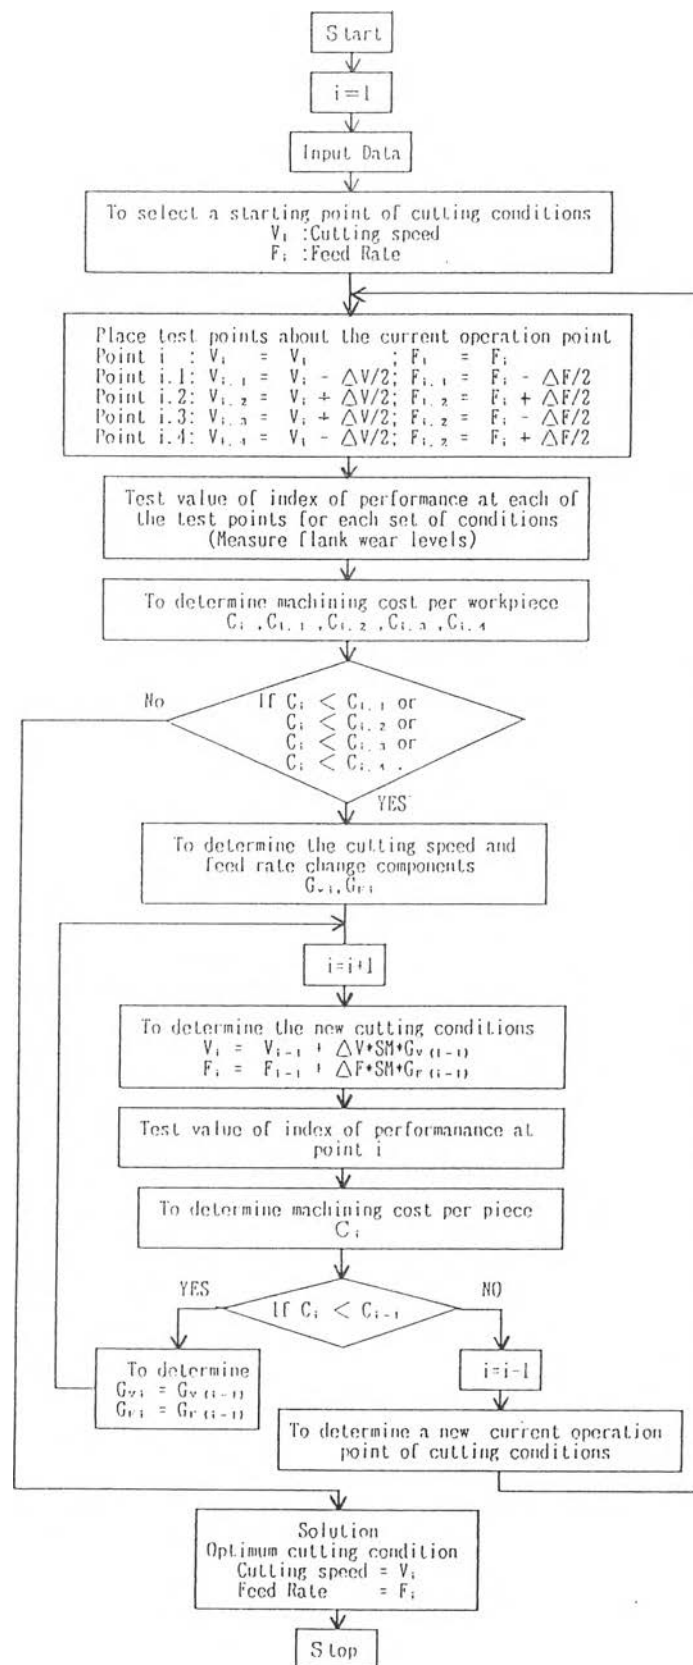 Start
i=1
Input Data
To select a starting point of cutting conditions
Vi :Cutting speed
Fi :Feed Rate
Place test points about the current operation point
Point i : Vi = Vi ; Fi = Fi
Point i.1: Vi.1 = Vi - △V/2; Fi.1 = Fi - △F/2
Point i.2: Vi.2 = Vi + △V/2; Fi.2 = Fi + △F/2
Point i.3: Vi.3 = Vi + △V/2; Fi.2 = Fi - △F/2
Point i.4: Vi.4 = Vi - △V/2; Fi.2 = Fi + △F/2
Test value of index of performance at each of
the test points for each set of conditions
(Measure flank wear levels)
To determine machining cost per workpiece
Ci ,Ci.1 ,Ci.2 ,Ci.3 ,Ci.4
No
If Ci < Ci.1 or
Ci < Ci.2 or
Ci < Ci.3 or
Ci < Ci.4 .
YES
To determine the cutting speed and
feed rate change components
Gvi,GFi
i=i+1
To determine the new cutting conditions
Vi = Vi-1 + △V*SM*Gv(i-1)
Fi = Fi-1 + △F*SM*GF(i-1)
Test value of index of performanance at
point i
To determine machining cost per piece
Ci
YES
If Ci < Ci-1
NO
To determine
Gvi = Gv(i-1)
GFi = GF(i-1)
i=i-1
To determine a new current operation
point of cutting conditions
Solution
Optimum cutting condition
Cutting speed = Vi
Feed Rate = Fi
Stop